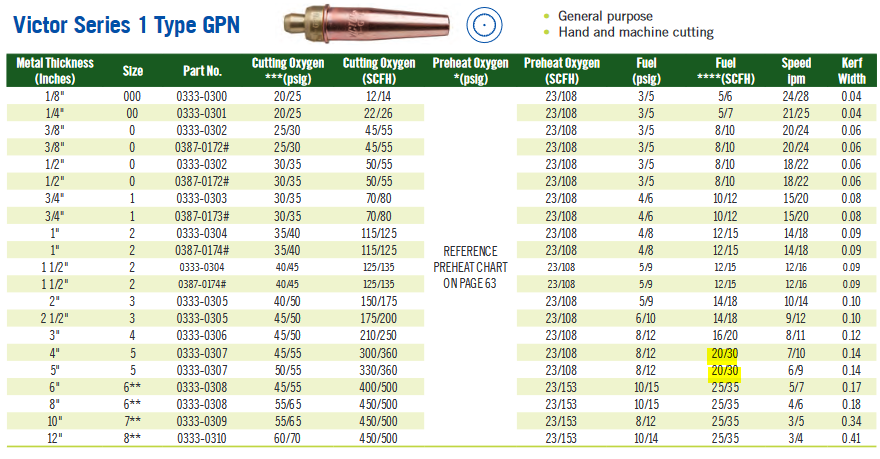 Victor Series 1 Type GPN
• General purpose
• Hand and machine cutting
Metal Thickness (Inches) Size Part No. Cutting Oxygen ***(psig) Cutting Oxygen (SCFH) Preheat Oxygen *(psig) Preheat Oxygen (SCFH) Fuel (psig) Fuel ****(SCFH) Speed Ipm Kerf Width
1/8" 000 0333-0300 20/25 12/14 23/108 3/5 5/6 24/28 0.04
1/4" 00 0333-0301 20/25 22/26 23/108 3/5 5/7 21/25 0.04
3/8" 0 0333-0302 25/30 45/55 23/108 3/5 8/10 20/24 0.06
3/8" 0 0387-0172# 25/30 45/55 23/108 3/5 8/10 20/24 0.06
1/2" 0 0333-0302 30/35 50/55 23/108 3/5 8/10 18/22 0.06
1/2" 0 0387-0172# 30/35 50/55 23/108 3/5 8/10 18/22 0.06
3/4" 1 0333-0303 30/35 70/80 23/108 4/6 10/12 15/20 0.08
3/4" 1 0387-0173# 30/35 70/80 23/108 4/6 10/12 15/20 0.08
1" 2 0333-0304 35/40 115/125 23/108 4/8 12/15 14/18 0.09
1" 2 0387-0174# 35/40 115/125 REFERENCE 23/108 4/8 12/15 14/18 0.09
1 1/2" 2 0333-0304 40/45 125/135 PREHEAT CHART 23/108 5/9 12/15 12/16 0.09
1 1/2" 2 0387-0174# 40/45 125/135 ON PAGE 63 23/108 5/9 12/15 12/16 0.09
2" 3 0333-0305 40/50 150/175 23/108 5/9 14/18 10/14 0.10
2 1/2" 3 0333-0305 45/50 175/200 23/108 6/10 14/18 9/12 0.10
3" 4 0333-0306 45/50 210/250 23/108 8/12 16/20 8/11 0.12
4" 5 0333-0307 45/55 300/360 23/108 8/12 20/30 7/10 0.14
5" 5 0333-0307 50/55 330/360 23/108 8/12 20/30 6/9 0.14
6" 6** 0333-0308 45/55 400/500 23/153 10/15 25/35 5/7 0.17
8" 6** 0333-0308 55/65 450/500 23/153 10/15 25/35 4/6 0.18
10" 7** 0333-0309 55/65 450/500 23/153 8/12 25/35 3/5 0.34
12" 8** 0333-0310 60/70 450/500 23/153 10/14 25/35 3/4 0.41